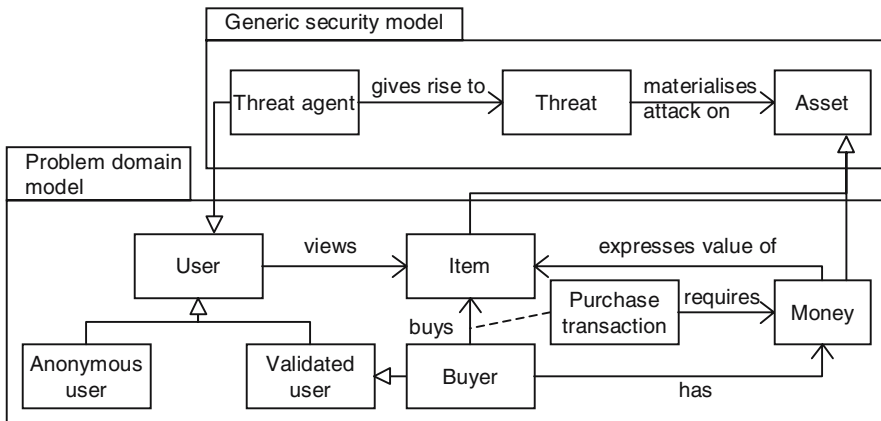 Generic security model
Threat agent
gives rise to
Threat
materialises
attack on
Asset
Problem domain
model
User
views
Item
expresses value of
buys
Purchase
transaction
requires
Money
Anonymous
user
Validated
user
Buyer
has